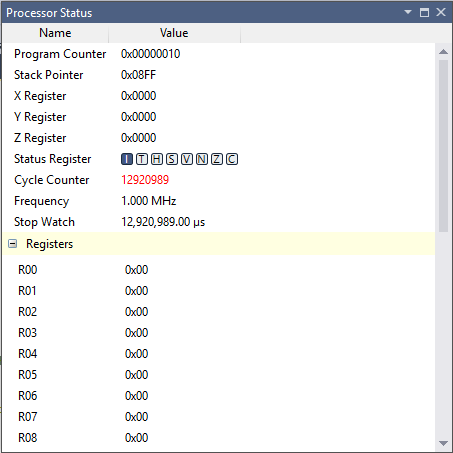 Processor Status
Name Value
Program Counter 0x00000010
Stack Pointer 0x08FF
X Register 0x0000
Y Register 0x0000
Z Register 0x0000
Status Register I T H S V N Z C
Cycle Counter 12920989
Frequency 1.000 MHz
Stop Watch 12,920,989.00 µs
Registers
R00 0x00
R01 0x00
R02 0x00
R03 0x00
R04 0x00
R05 0x00
R06 0x00
R07 0x00
R08 0x00